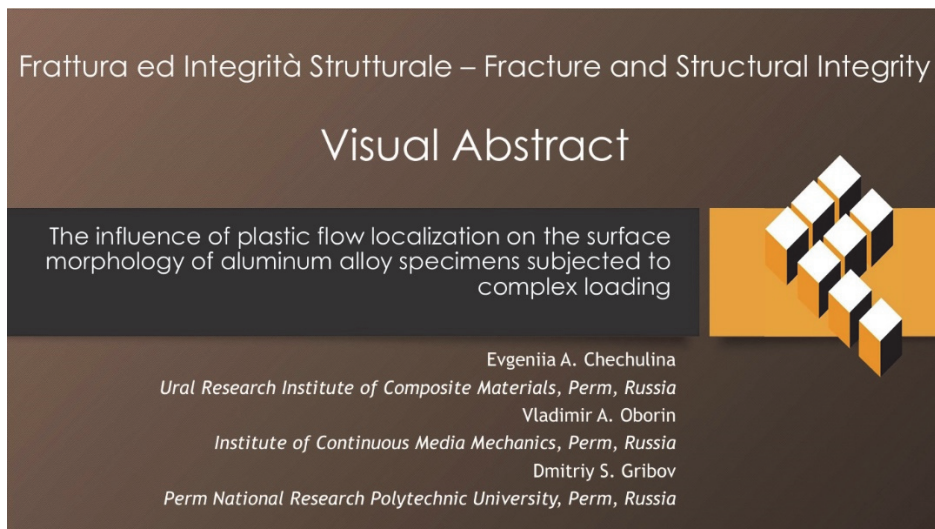 Frattura ed Integrità Strutturale – Fracture and Structural Integrity
Visual Abstract
The influence of plastic flow localization on the surface
morphology of aluminum alloy specimens subjected to
complex loading
Evgeniia A. Chechulina
Ural Research Institute of Composite Materials, Perm, Russia
Vladimir A. Oborin
Institute of Continuous Media Mechanics, Perm, Russia
Dmitriy S. Gribov
Perm National Research Polytechnic University, Perm, Russia